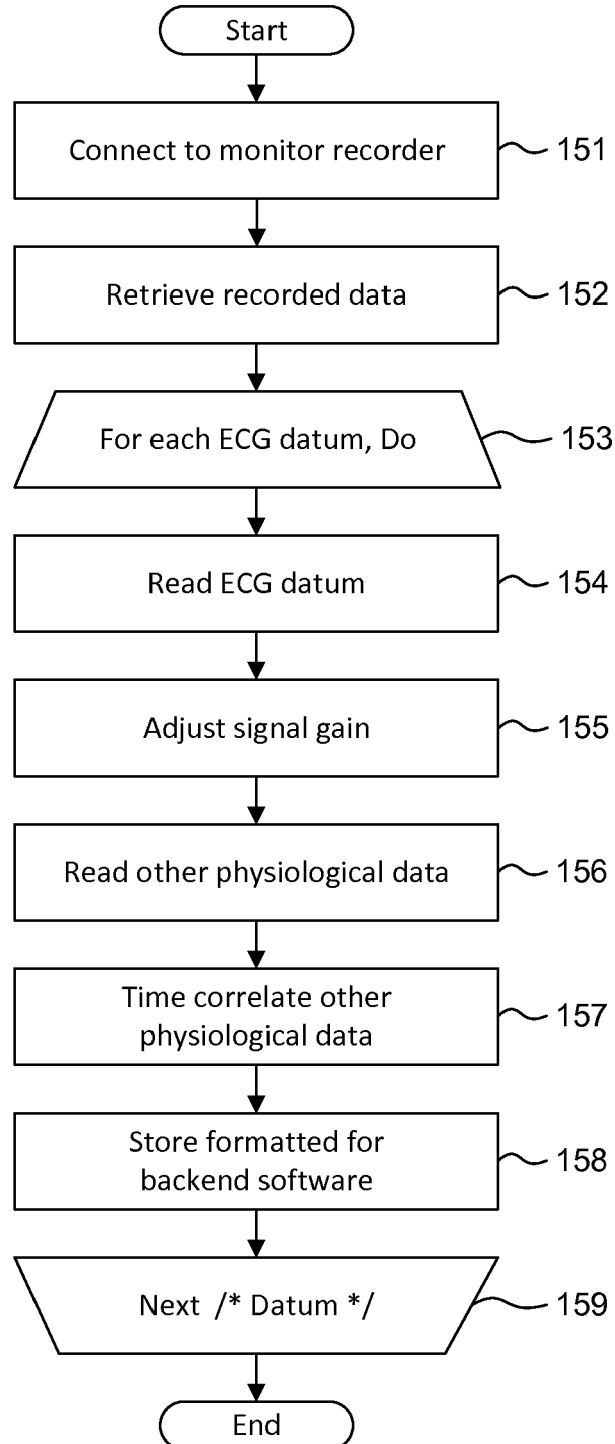 Start
Connect to monitor recorder
151
Retrieve recorded data
152
For each ECG datum, Do
153
Read ECG datum
154
Adjust signal gain
155
Read other physiological data
156
Time correlate other
physiological data
157
Store formatted for
backend software
158
Next /* Datum */
159
End